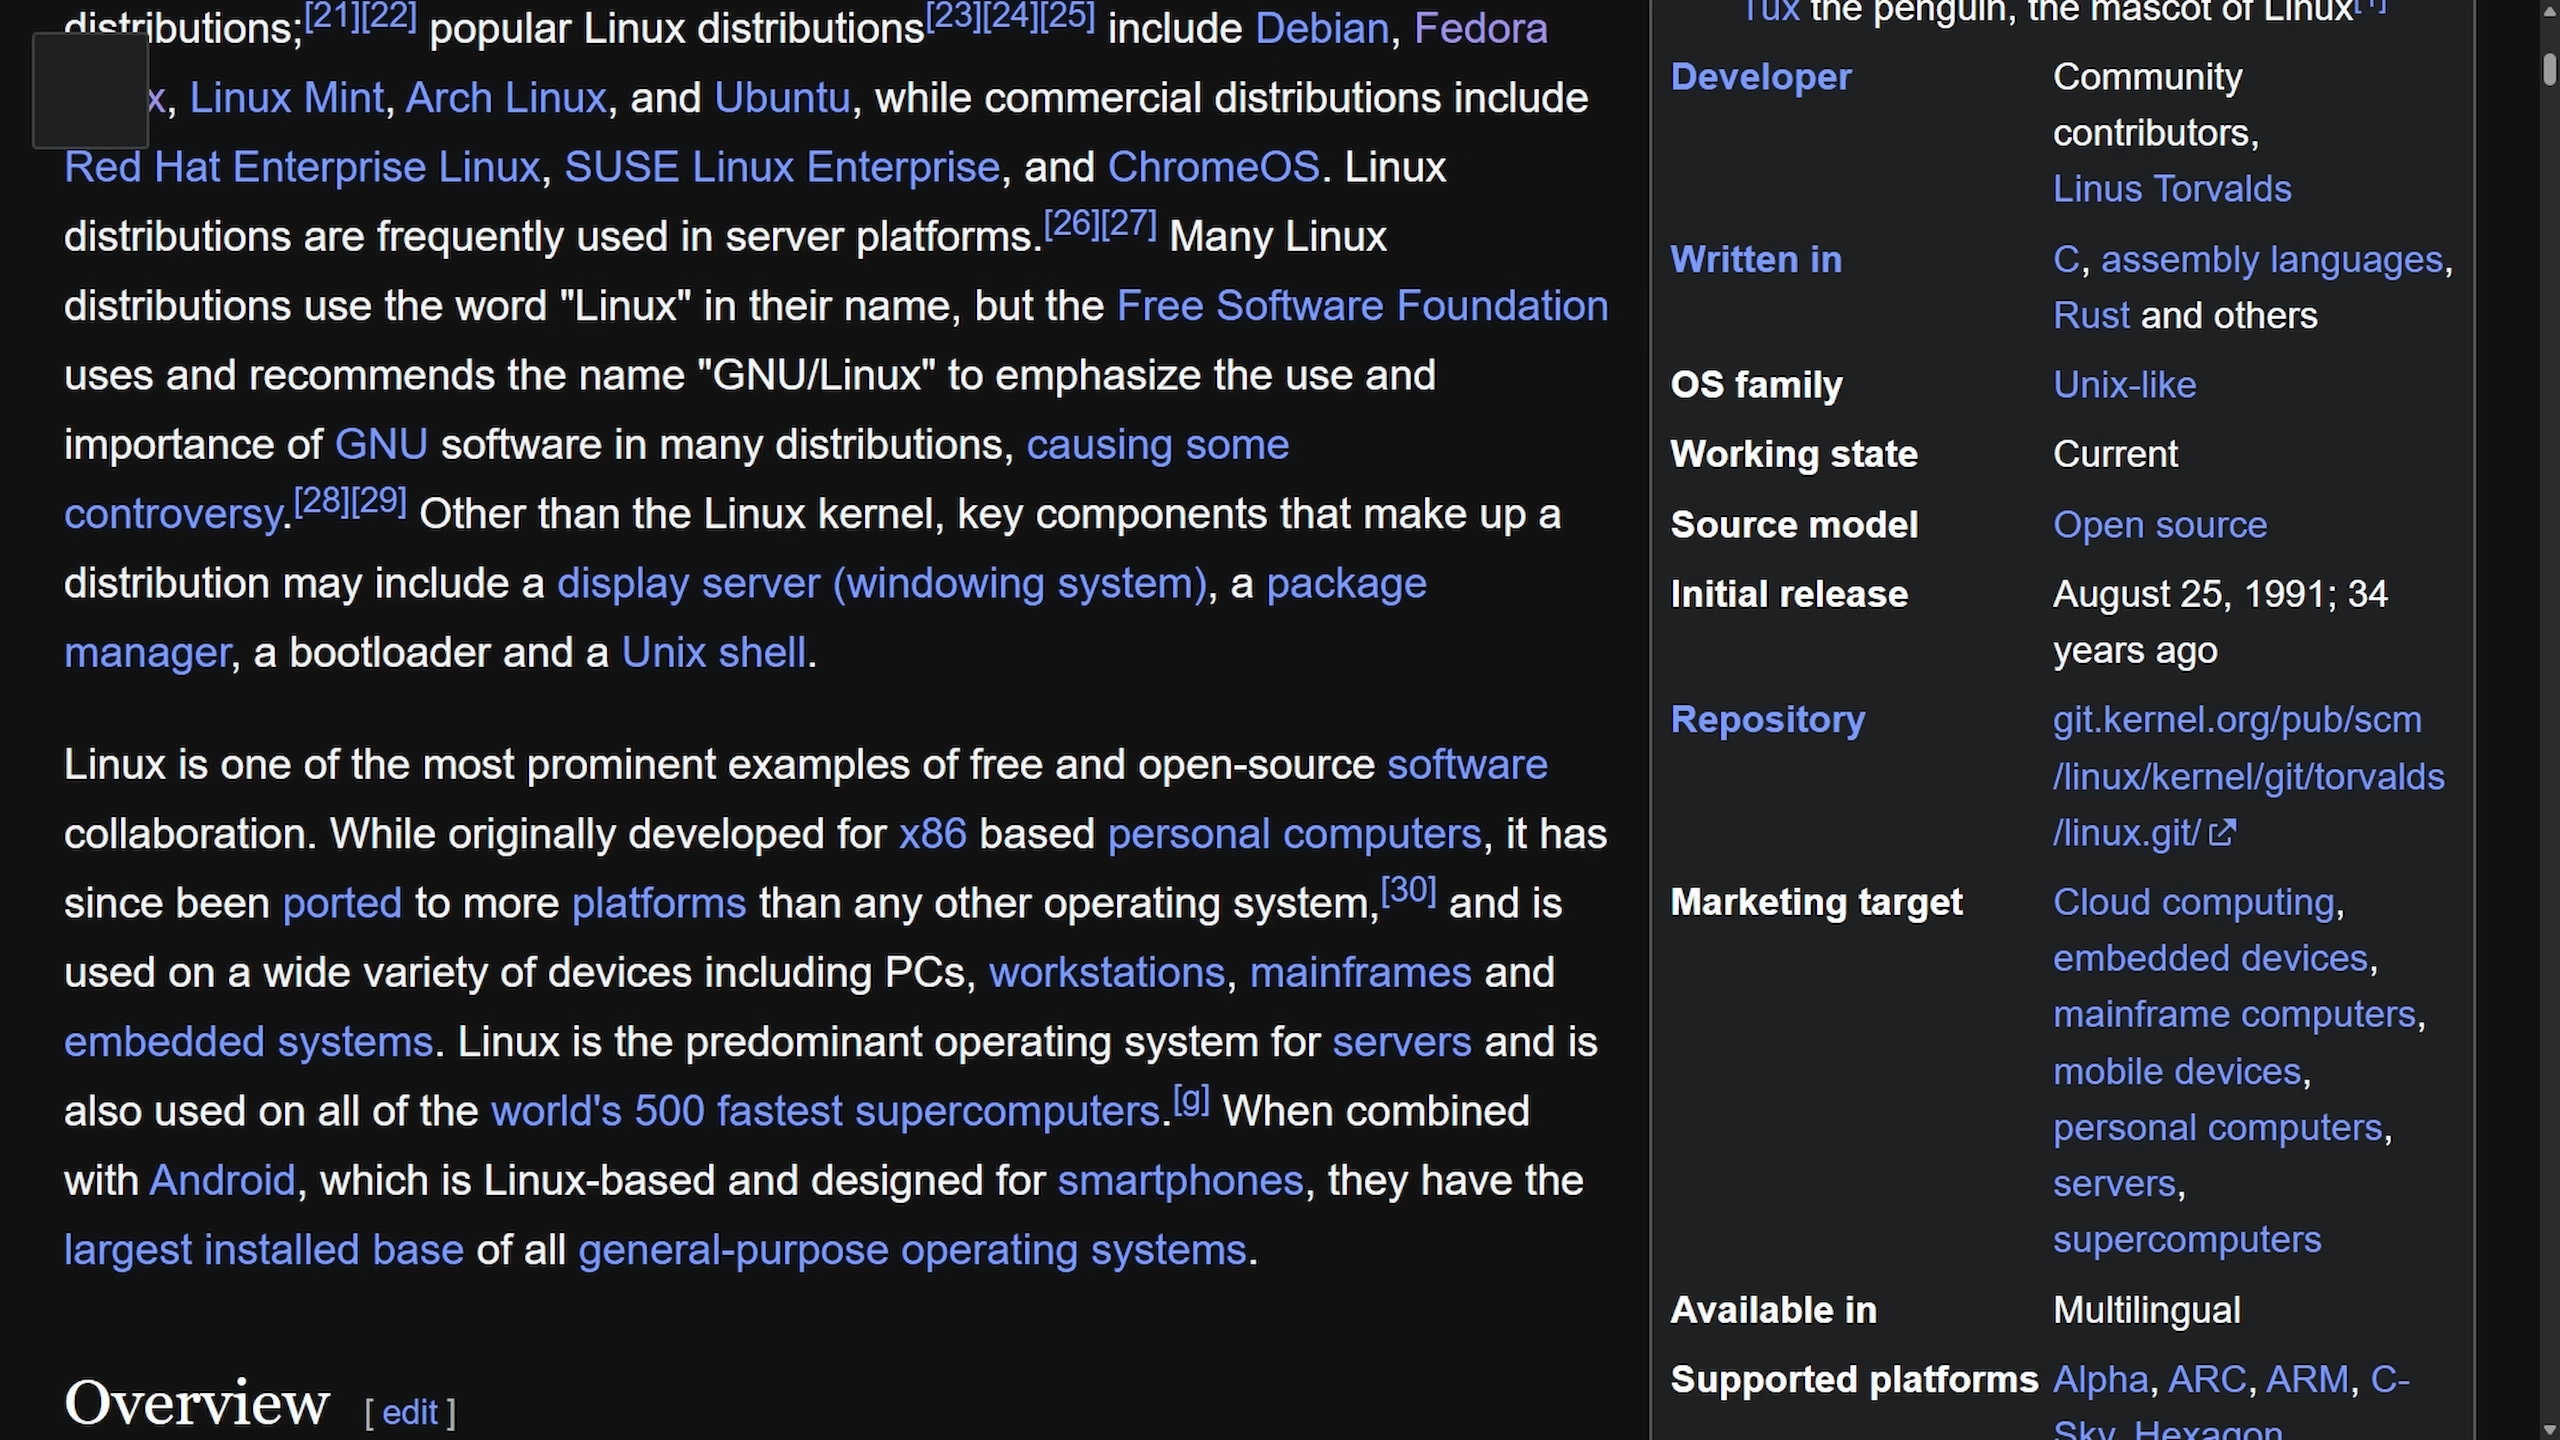 distributions;[21][22] popular Linux distributions[23][24][25] include Debian, Fedora
x, Linux Mint, Arch Linux, and Ubuntu, while commercial distributions include
Red Hat Enterprise Linux, SUSE Linux Enterprise, and ChromeOS. Linux
distributions are frequently used in server platforms.[26][27] Many Linux
distributions use the word "Linux" in their name, but the Free Software Foundation
uses and recommends the name "GNU/Linux" to emphasize the use and
importance of GNU software in many distributions, causing some
controversy.[28][29] Other than the Linux kernel, key components that make up a
distribution may include a display server (windowing system), a package
manager, a bootloader and a Unix shell.
Linux is one of the most prominent examples of free and open-source software
collaboration. While originally developed for x86 based personal computers, it has
since been ported to more platforms than any other operating system,[30] and is
used on a wide variety of devices including PCs, workstations, mainframes and
embedded systems. Linux is the predominant operating system for servers and is
also used on all of the world's 500 fastest supercomputers.[g] When combined
with Android, which is Linux-based and designed for smartphones, they have the
largest installed base of all general-purpose operating systems.
Overview [ edit ]
Tux the penguin, the mascot of Linux[1]
Developer Community
contributors,
Linus Torvalds
Written in C, assembly languages,
Rust and others
OS family Unix-like
Working state Current
Source model Open source
Initial release August 25, 1991; 34
years ago
Repository git.kernel.org/pub/scm
/linux/kernel/git/torvalds
/linux.git/
Marketing target Cloud computing,
embedded devices,
mainframe computers,
mobile devices,
personal computers,
servers,
supercomputers
Available in Multilingual
Supported platforms Alpha, ARC, ARM, C-
Sky, Hexagon